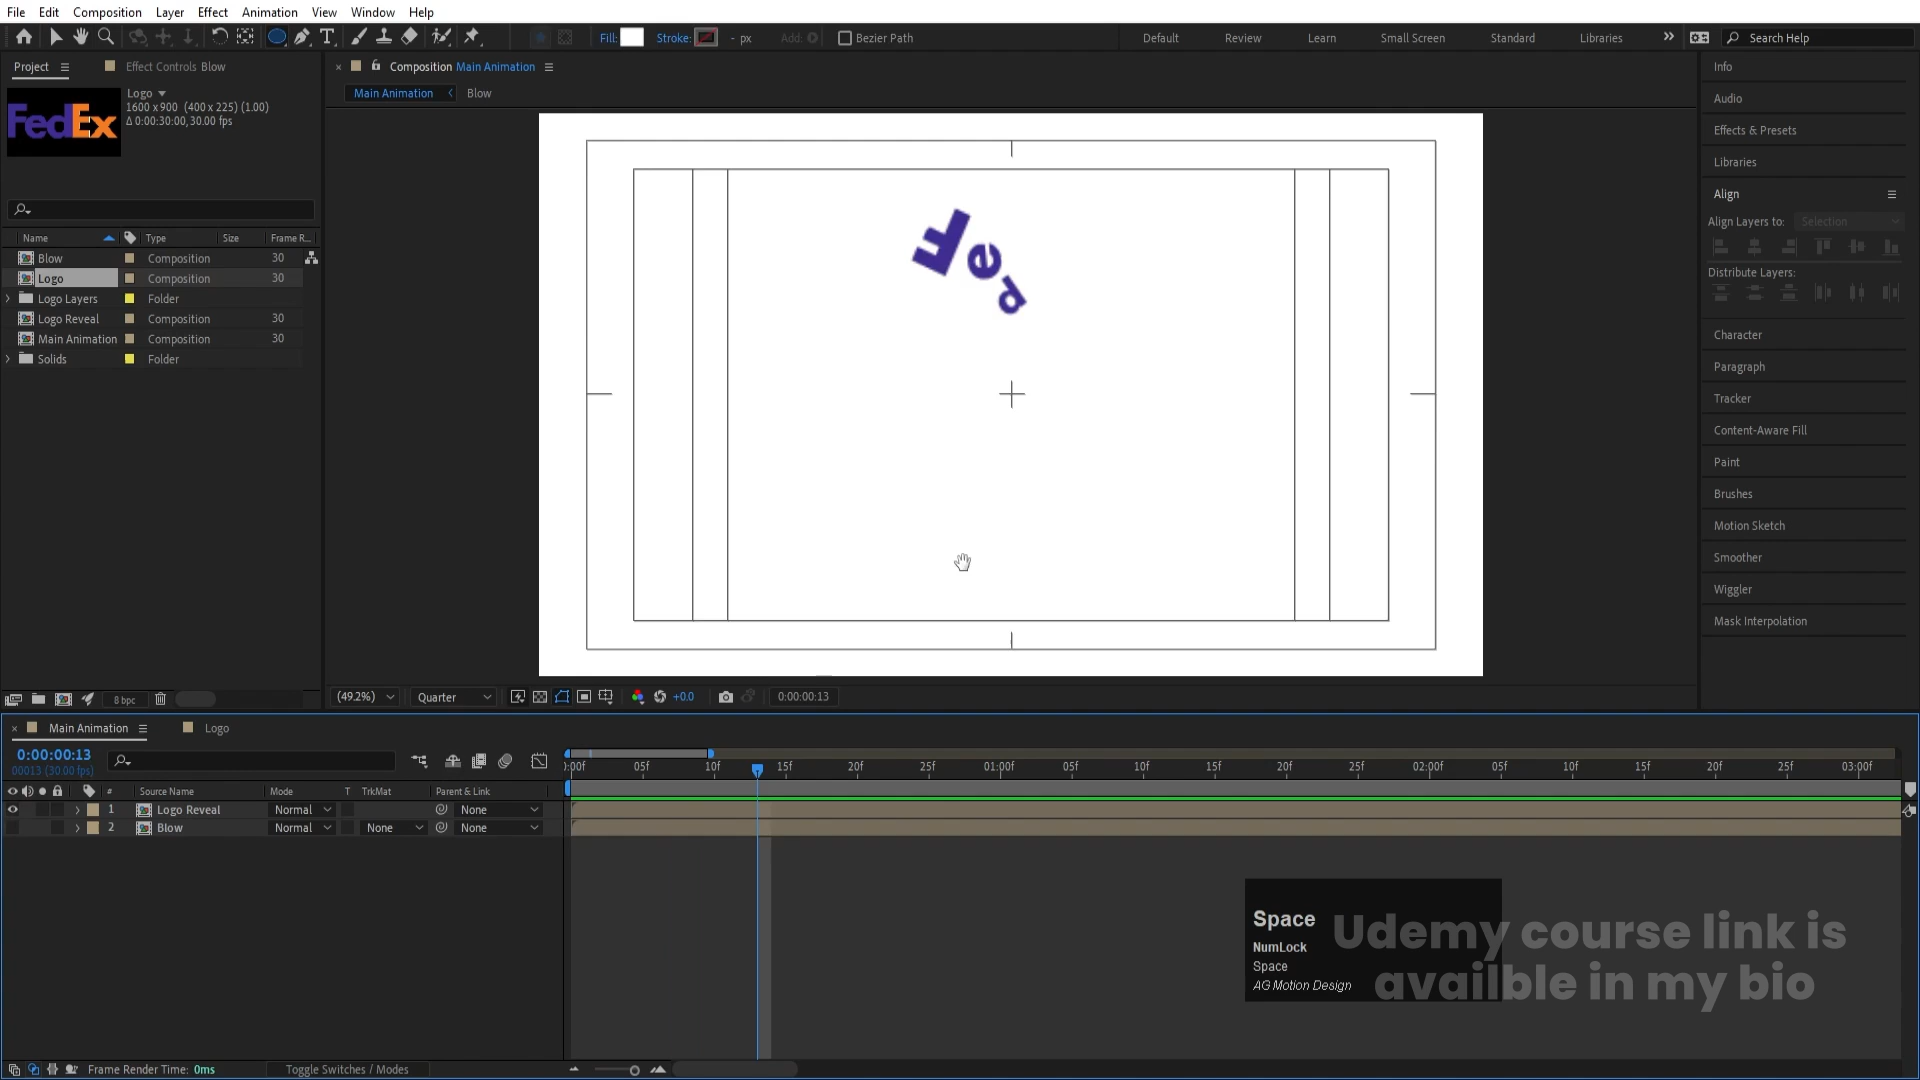 File Edit Composition Layer Effect Animation View Window Help
Fill: Stroke: - px Add: Bezier Path Default Review Learn Small Screen Standard Libraries Search Help
Project Effect Controls Blow
Composition Main Animation
Main Animation Blow
FedEx
Logo
1600 x 900 (400 x 225) (1.00)
Δ 0:00:30:00, 30.00 fps
Name Type Size Frame R...
Blow Composition 30
Logo Composition 30
Logo Layers Folder
Logo Reveal Composition 30
Main Animation Composition 30
Solids Folder
Fed
Info
Audio
Effects & Presets
Libraries
Align
Align Layers to: Selection
Distribute Layers:
Character
Paragraph
Tracker
Content-Aware Fill
Paint
Brushes
Motion Sketch
Smoother
Wiggler
Mask Interpolation
8 bpc
(49.2%) Quarter +0.0 0:00:00:13
Main Animation Logo
0:00:00:13
00013 (30.00 fps)
):00f 05f 10f 15f 20f 25f 01:00f 05f 10f 15f 20f 25f 02:00f 05f 10f 15f 20f 25f 03:00f
# Source Name Mode T TrkMat Parent & Link
1 Logo Reveal Normal None
2 Blow Normal None None
Space
NumLock
Space
AG Motion Design
Udemy course link is
availble in my bio
Frame Render Time: 0ms Toggle Switches / Modes